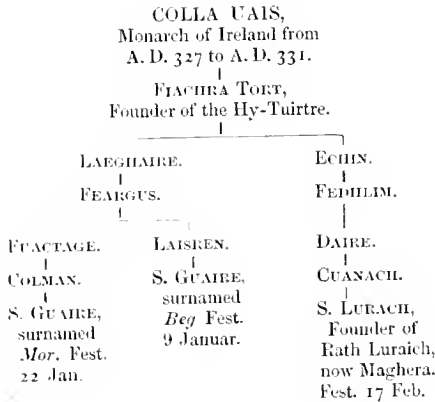 COLLA UAIS,
Monarch of Ireland from
A. D. 327 to A. D. 331.
FIACHRA TORT,
Founder of the Hy-Tuirtre.
LAEGHAIRE. ECHIN.
FEARGUS. FEDHLIM.
FUACTAGE. LAISREN. DAIRE.
COLMAN. S. GUAIRE, CUANACH.
S. GUAIRE, surnamed S. LURACH,
surnamed Beg Fest. Founder of
Mor. Fest. 9 Januar. Rath Luraich,
22 Jan. now Maghera.
Fest. 17 Feb.